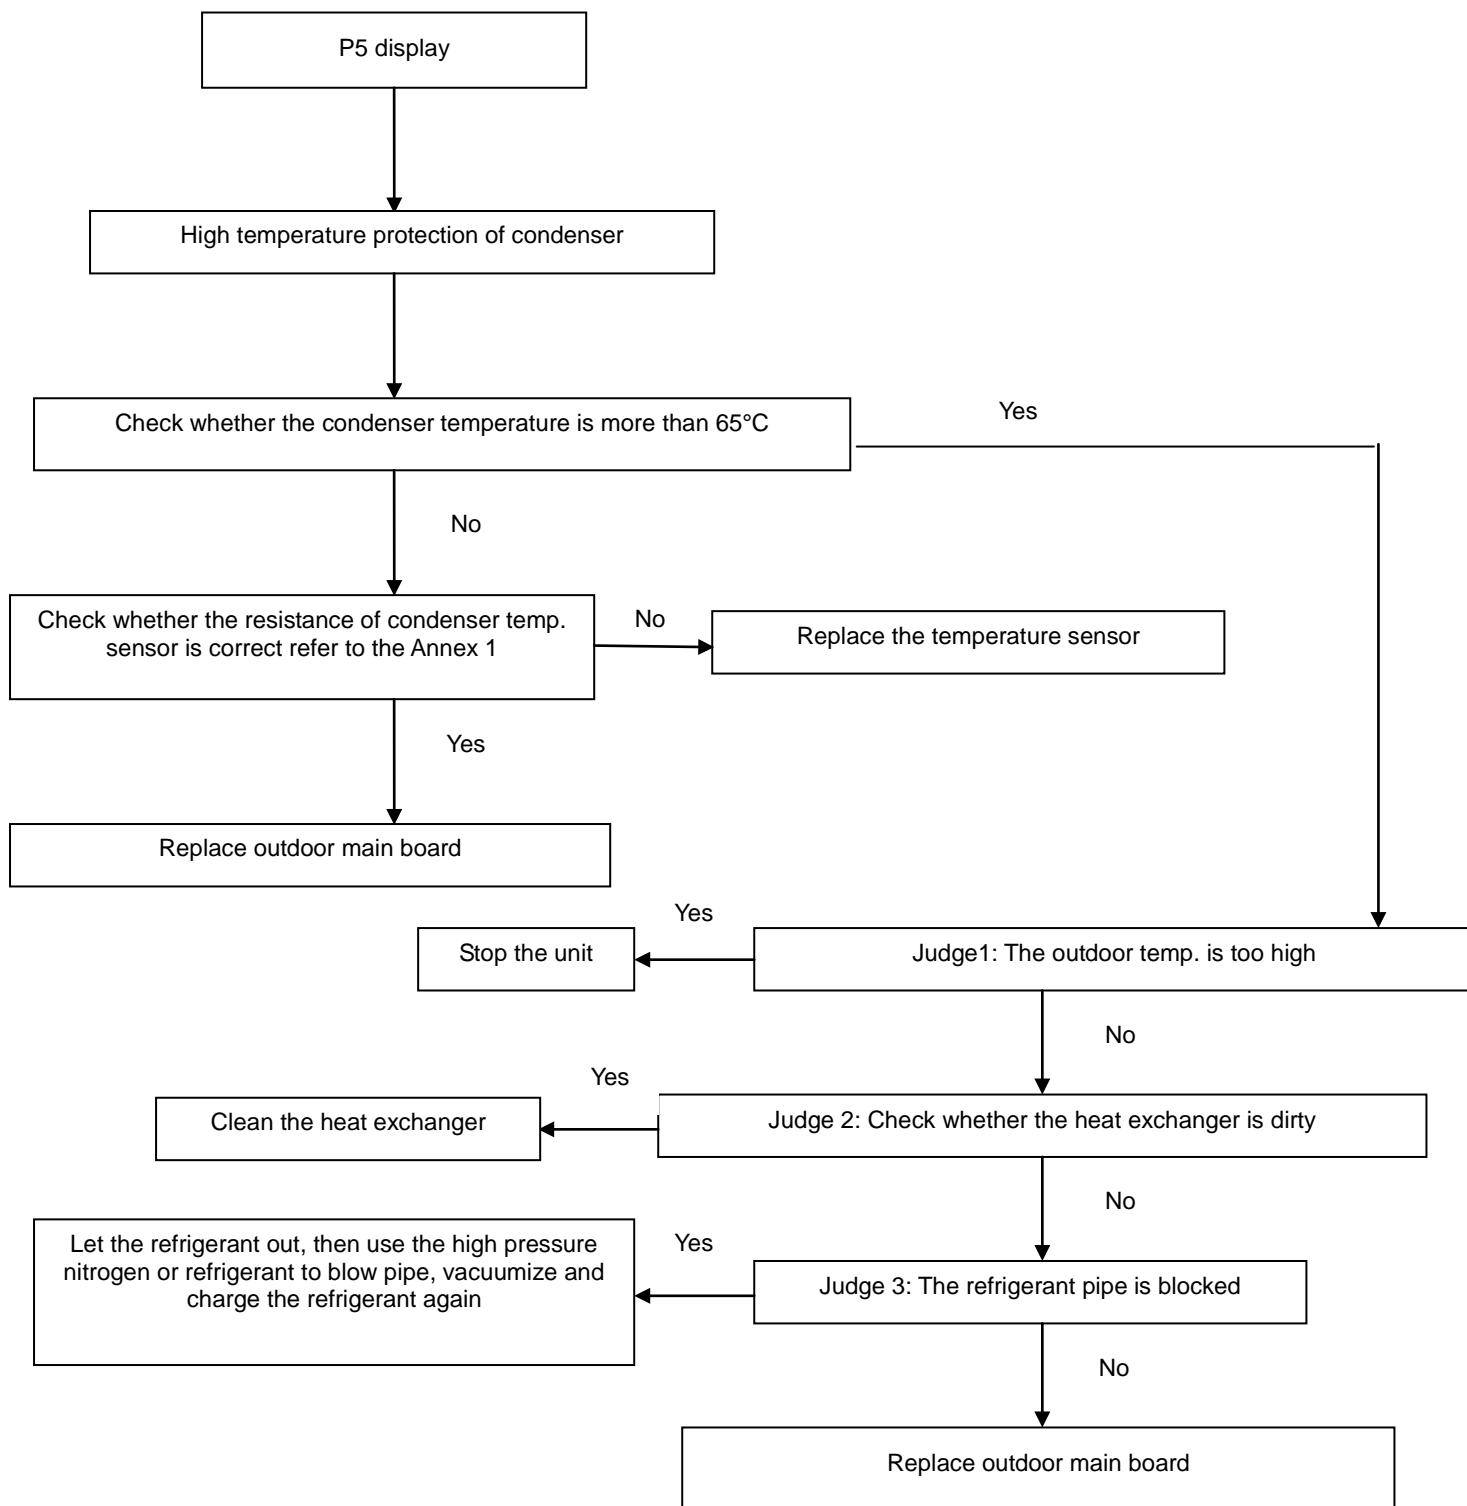 P5 display
High temperature protection of condenser
Check whether the condenser temperature is more than 65°C
Yes
No
Check whether the resistance of condenser temp.
sensor is correct refer to the Annex 1
No
Replace the temperature sensor
Yes
Replace outdoor main board
Yes
Stop the unit
Judge1: The outdoor temp. is too high
No
Yes
Clean the heat exchanger
Judge 2: Check whether the heat exchanger is dirty
No
Let the refrigerant out, then use the high pressure
nitrogen or refrigerant to blow pipe, vacuumize and
charge the refrigerant again
Yes
Judge 3: The refrigerant pipe is blocked
No
Replace outdoor main board